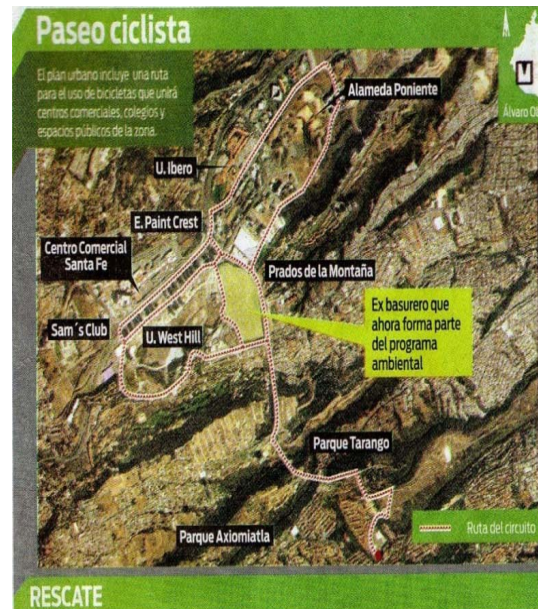 Paseo ciclista
El plan urbano incluye una ruta
para el uso de bicicletas que unirá
centros comerciales, colegios y
espacios públicos de la zona.
Alameda Poniente
U. Ibero
E. Paint Crest
Centro Comercial
Santa Fe
Prados de la Montaña
Sam´s Club
U. West Hill
Ex basurero que
ahora forma parte
del programa
ambiental
Parque Tarango
Parque Axiomiatla
Ruta del circuito
Álvaro Ob
RESCATE